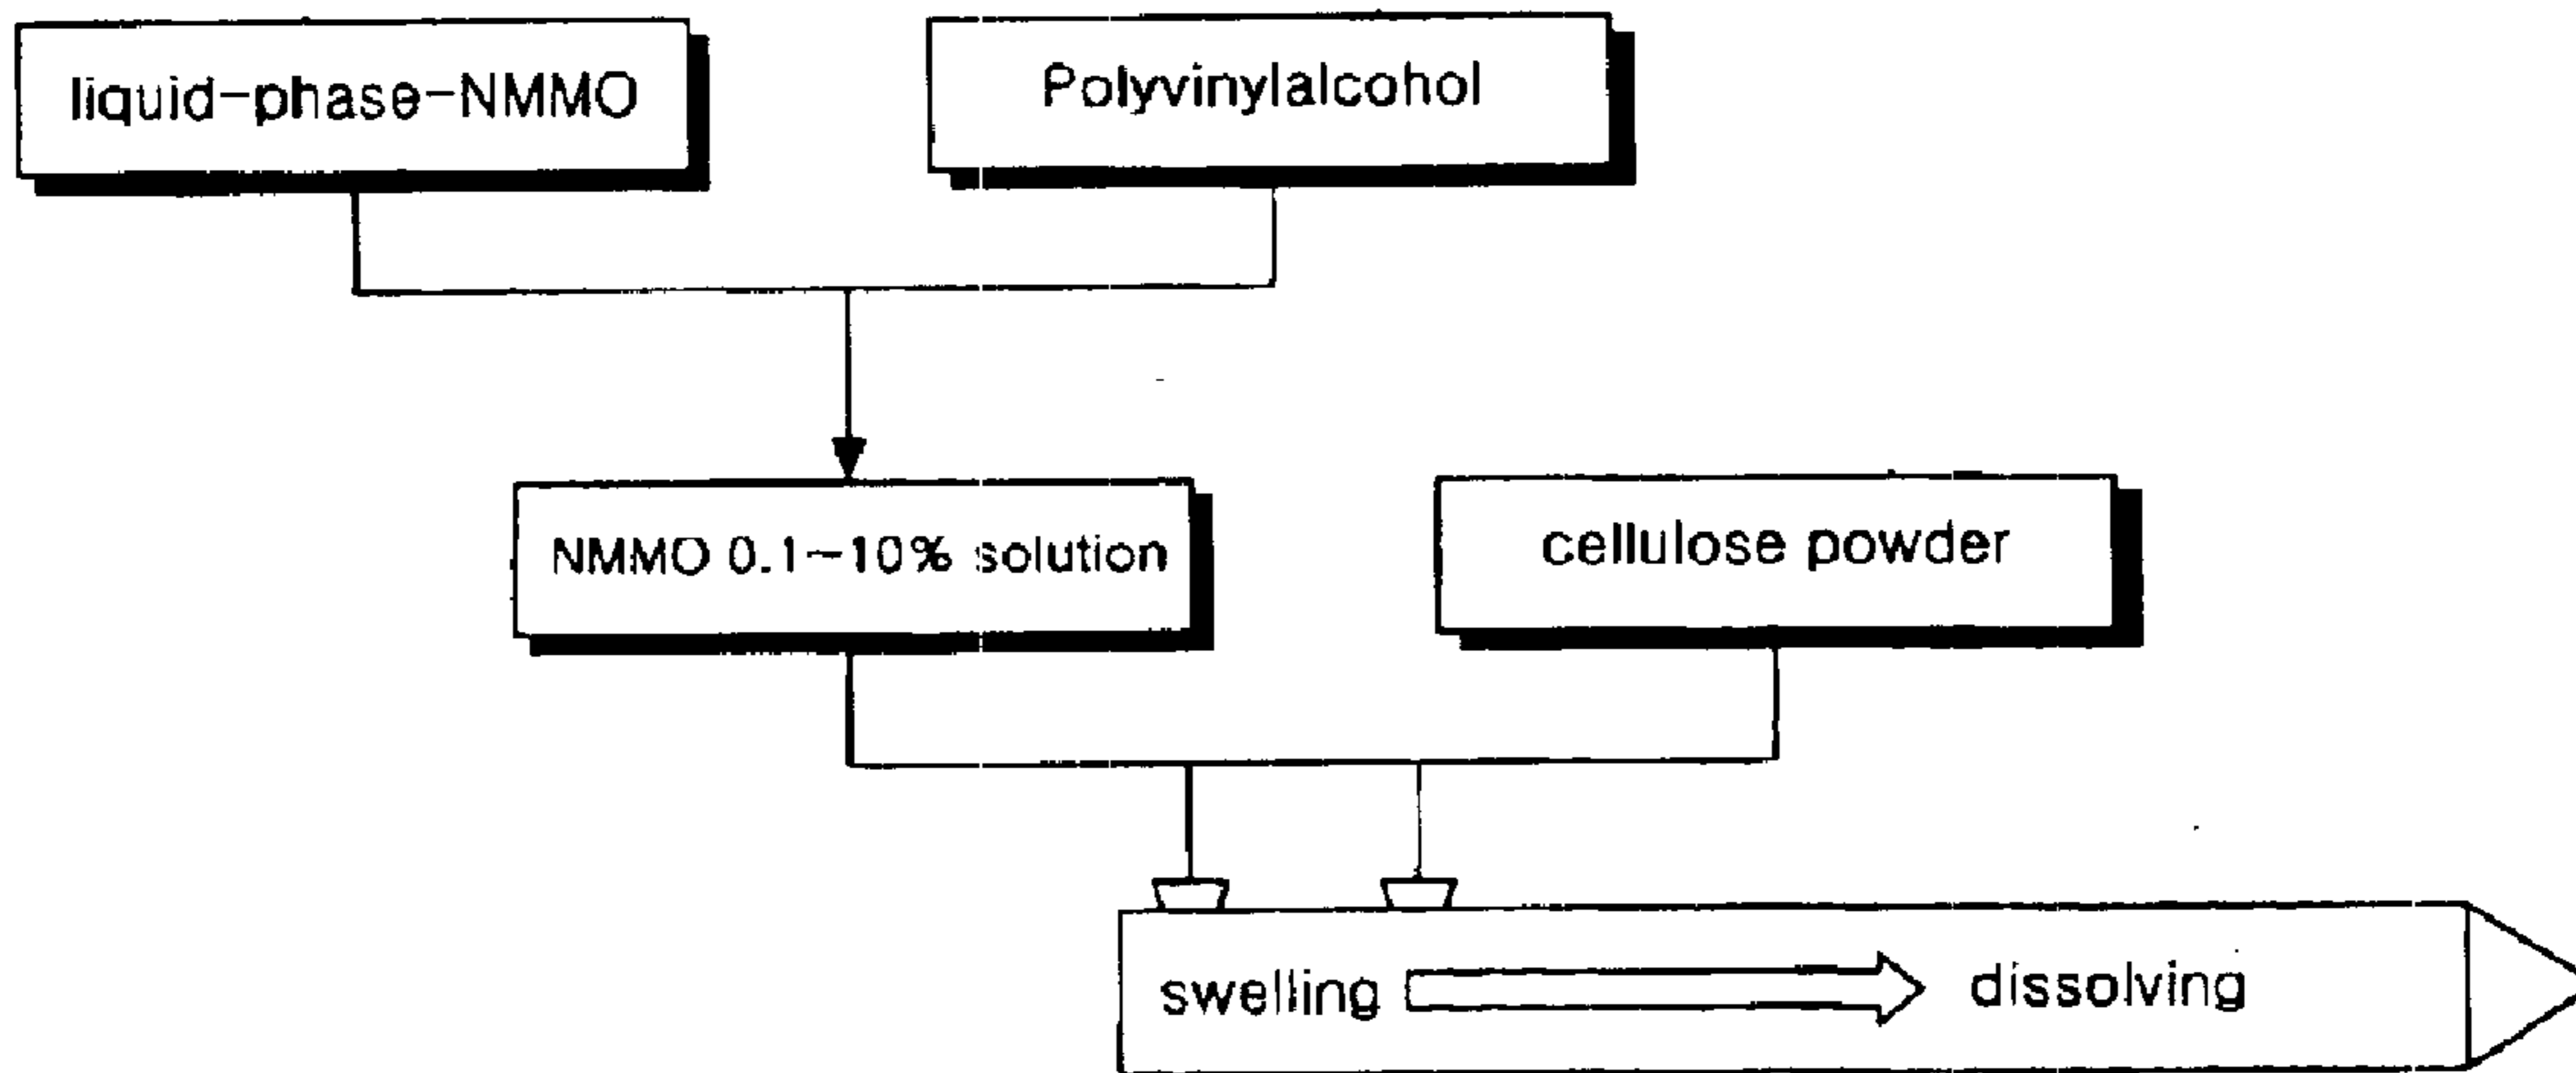 liquid-phase-NMMO
Polyvinylalcohol
NMMO 0.1~10% solution
cellulose powder
swelling
dissolving